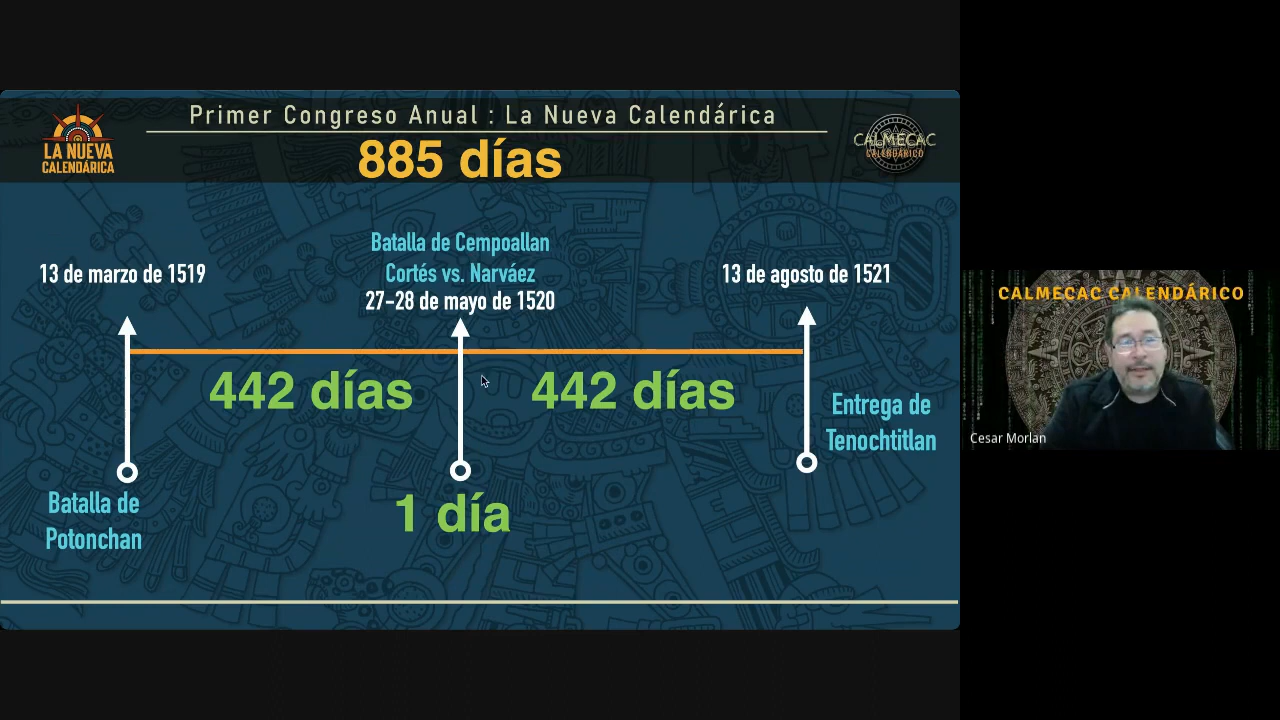 Primer Congreso Anual : La Nueva Calendárica
LA NUEVA
CALENDÁRICA
885 días
CALMECAC
CALENDÁRICO
13 de marzo de 1519
Batalla de Cempoallan
Cortés vs. Narváez
27-28 de mayo de 1520
13 de agosto de 1521
442 días
442 días
Entrega de
Tenochtitlan
Batalla de
Potonchan
1 día
CALMECAC CALENDÁRICO
Cesar Morlan